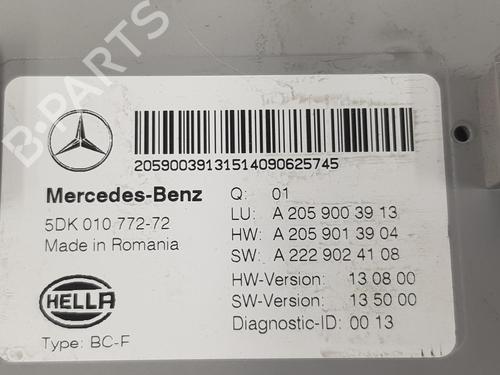 20590039131514090625745
Mercedes-Benz
5DK 010 772-72
Made in Romania
HELLA
Type: BC-F
Q: 01
LU: A 205 900 39 13
HW: A 205 901 39 04
SW: A 222 902 41 08
HW-Version: 13 08 00
SW-Version: 13 50 00
Diagnostic-ID: 00 13
B-PARTS